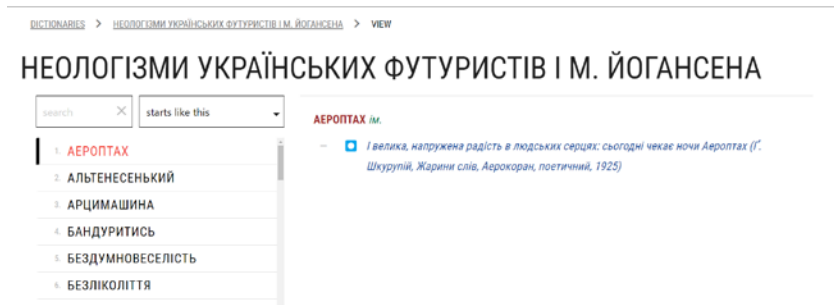 DICTIONARIES > НЕОЛОГІЗМИ УКРАЇНСЬКИХ ФУТУРИСТІВ І М. ЙОГАНСЕНА > VIEW
НЕОЛОГІЗМИ УКРАЇНСЬКИХ ФУТУРИСТІВ І М. ЙОГАНСЕНА
search × starts like this
АЕРОПТАХ ім.
– І велика, напружена радість в людських серцях: сьогодні чекає ночи Аероптах (Ґ.
Шкурупій, Жарини слів, Аерокоран, поетичний, 1925)
1. АЕРОПТАХ
2. АЛЬТЕНЕСЕНЬКИЙ
3. АРЦИМАШИНА
4. БАНДУРИТИСЬ
5. БЕЗДУМНОВЕСЕЛІСТЬ
6. БЕЗЛІКОЛІТТЯ